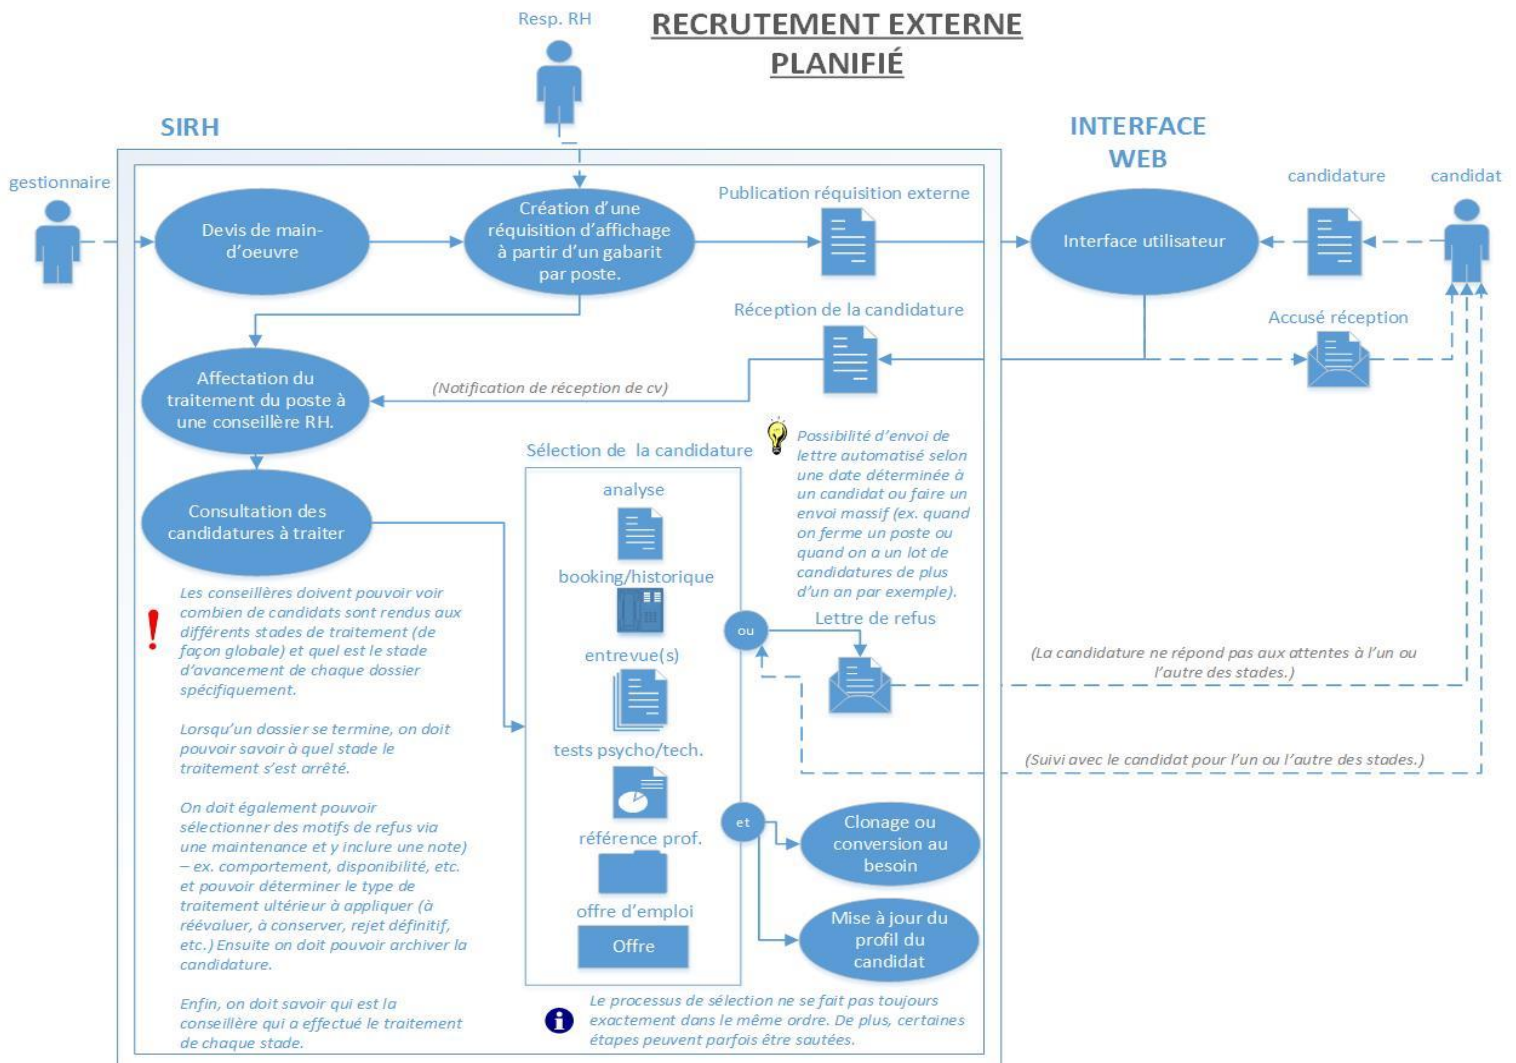 Resp. RH
RECRUTEMENT EXTERNE
PLANIFIÉ
SIRH
INTERFACE
WEB
gestionnaire
Devis de main-
d'oeuvre
Création d'une
réquisition d'affichage
à partir d'un gabarit
par poste.
Publication réquisition externe
Interface utilisateur
candidature
candidat
Réception de la candidature
Accusé réception
Affectation du
traitement du poste à
une conseillère RH.
(Notification de réception de cv)
Consultation des
candidatures à traiter
Sélection de la candidature
analyse
booking/historique
entrevue(s)
tests psycho/tech.
référence prof.
offre d'emploi
Offre
Possibilité d'envoi de
lettre automatisé selon
une date déterminée à
un candidat ou faire un
envoi massif (ex. quand
on ferme un poste ou
quand on a un lot de
candidatures de plus
d'un an par exemple).
ou
Lettre de refus
(La candidature ne répond pas aux attentes à l'un ou
l'autre des stades.)
(Suivi avec le candidat pour l'un ou l'autre des stades.)
et
Clonage ou
conversion au
besoin
Mise à jour du
profil du
candidat
! Les conseillères doivent pouvoir voir
combien de candidats sont rendus aux
différents stades de traitement (de
façon globale) et quel est le stade
d'avancement de chaque dossier
spécifiquement.
Lorsqu'un dossier se termine, on doit
pouvoir savoir à quel stade le
traitement s'est arrêté.
On doit également pouvoir
sélectionner des motifs de refus via
une maintenance et y inclure une note)
– ex. comportement, disponibilité, etc.
et pouvoir déterminer le type de
traitement ultérieur à appliquer (à
réévaluer, à conserver, rejet définitif,
etc.) Ensuite on doit pouvoir archiver la
candidature.
Enfin, on doit savoir qui est la
conseillère qui a effectué le traitement
de chaque stade.
i Le processus de sélection ne se fait pas toujours
exactement dans le même ordre. De plus, certaines
étapes peuvent parfois être sautées.